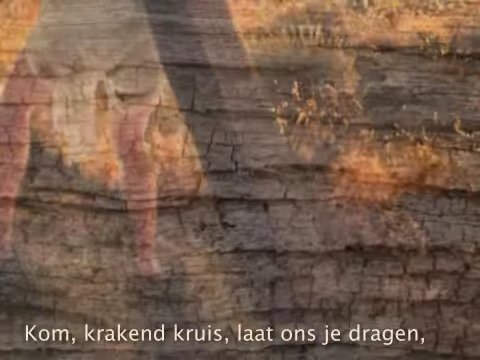 Kom, krakend kruis, laat ons je dragen,